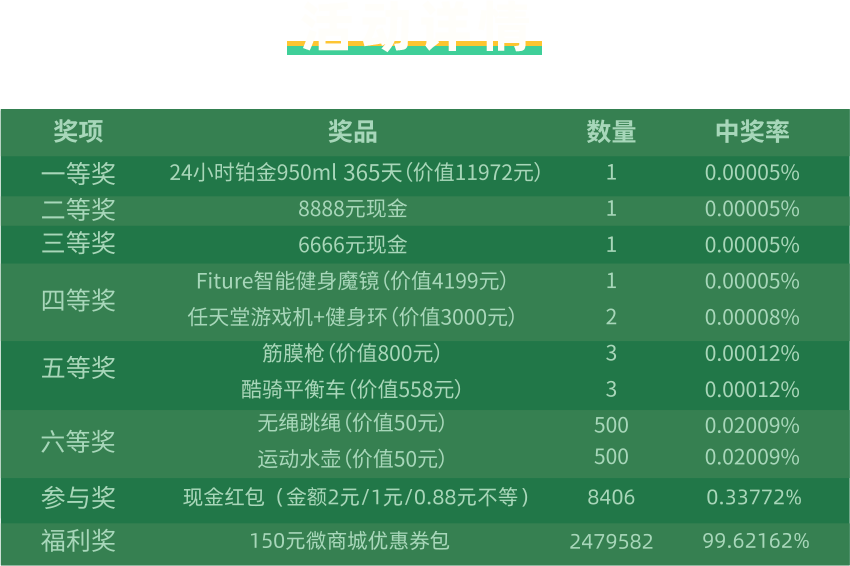 活动详情
奖项 奖品 数量 中奖率
一等奖 24小时铂金950ml 365天（价值11972元） 1 0.00005%
二等奖 8888元现金 1 0.00005%
三等奖 6666元现金 1 0.00005%
四等奖 Fiture智能健身魔镜（价值4199元） 1 0.00005%
任天堂游戏机+健身环（价值3000元） 2 0.00008%
五等奖 筋膜枪（价值800元） 3 0.00012%
酷骑平衡车（价值558元） 3 0.00012%
六等奖 无绳跳绳（价值50元） 500 0.02009%
运动水壶（价值50元） 500 0.02009%
参与奖 现金红包（金额2元/1元/0.88元不等） 8406 0.33772%
福利奖 150元微商城优惠券包 2479582 99.62162%